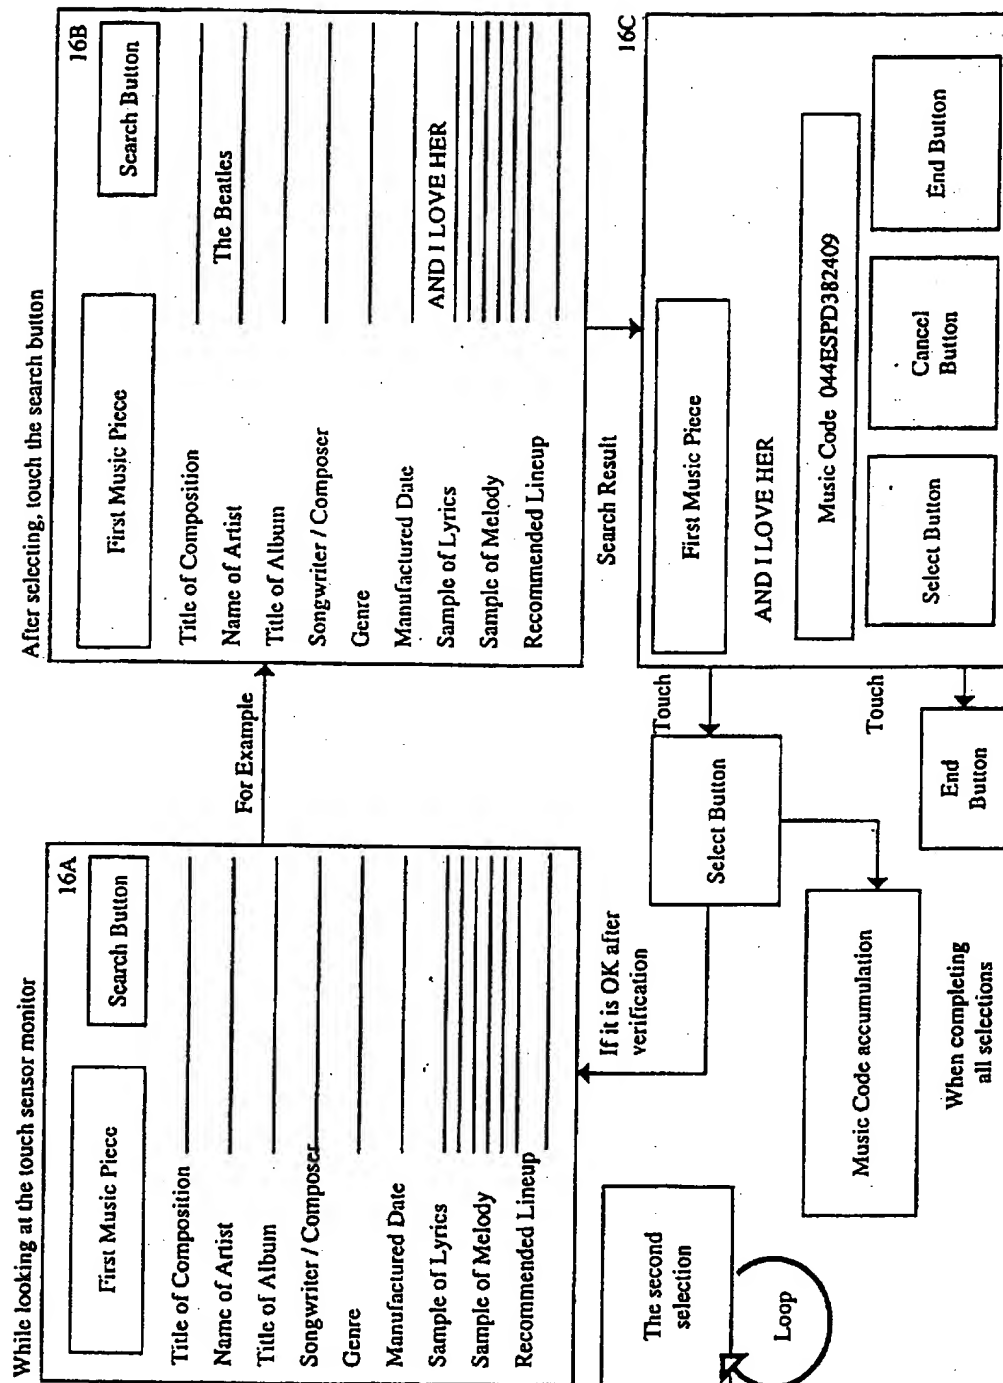 While looking at the touch sensor monitor
16A
First Music Piece
Search Button
Title of Composition
Name of Artist
Title of Album
Songwriter / Composer
Genre
Manufactured Date
Sample of Lyrics
Sample of Melody
Recommended Lineup
For Example
After selecting, touch the search button
16B
First Music Piece
Search Button
Title of Composition
Name of Artist The Beatles
Title of Album
Songwriter / Composer
Genre
Manufactured Date
Sample of Lyrics AND I LOVE HER
Sample of Melody
Recommended Lineup
Search Result
16C
First Music Piece
AND I LOVE HER
Music Code 044ESPD382409
Select Button
Cancel
Button
End Button
Touch
Select Button
Touch
End
Button
If it is OK after
verification
Music Code accumulation
When completing
all selections
The second
selection
Loop